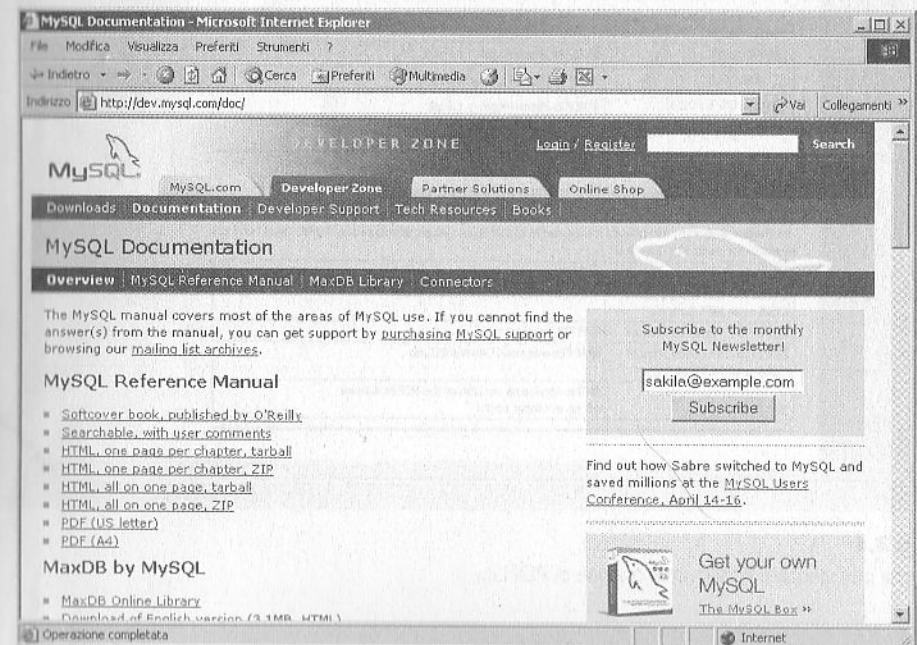 MySQL Documentation - Microsoft Internet Explorer
File Modifica Visualizza Preferiti Strumenti ?
Indietro Cerca Preferiti Multimedia
Indirizzo http://dev.mysql.com/doc/ Vai Collegamenti »
MySQL
DEVELOPER ZONE Login / Register Search
MySQL.com Developer Zone Partner Solutions Online Shop
Downloads Documentation Developer Support Tech Resources Books
MySQL Documentation
Overview MySQL Reference Manual MaxDB Library Connectors
The MySQL manual covers most of the areas of MySQL use. If you cannot find the
answer(s) from the manual, you can get support by purchasing MySQL support or
browsing our mailing list archives.
MySQL Reference Manual
Softcover book, published by O'Reilly
Searchable, with user comments
HTML, one page per chapter, tarball
HTML, one page per chapter, ZIP
HTML, all on one page, tarball
HTML, all on one page, ZIP
PDF (US letter)
PDF (A4)
MaxDB by MySQL
MaxDB Online Library
Download of English version (3.1MB, HTML)
Subscribe to the monthly
MySQL Newsletter!
sakila@example.com
Subscribe
Find out how Sabre switched to MySQL and
saved millions at the MySQL Users
Conference, April 14-16.
Get your own
MySQL
The MySQL Box »
Operazione completata Internet